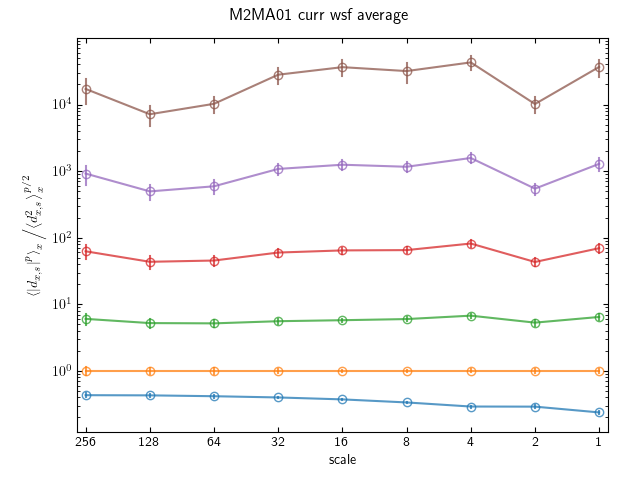 M2MA01 curr wsf average
⟨|d_{x,s}|^p⟩_x / ⟨d_{x,s}^2⟩_x^{p/2}
10^4
10^3
10^2
10^1
10^0
256 128 64 32 16 8 4 2 1
scale